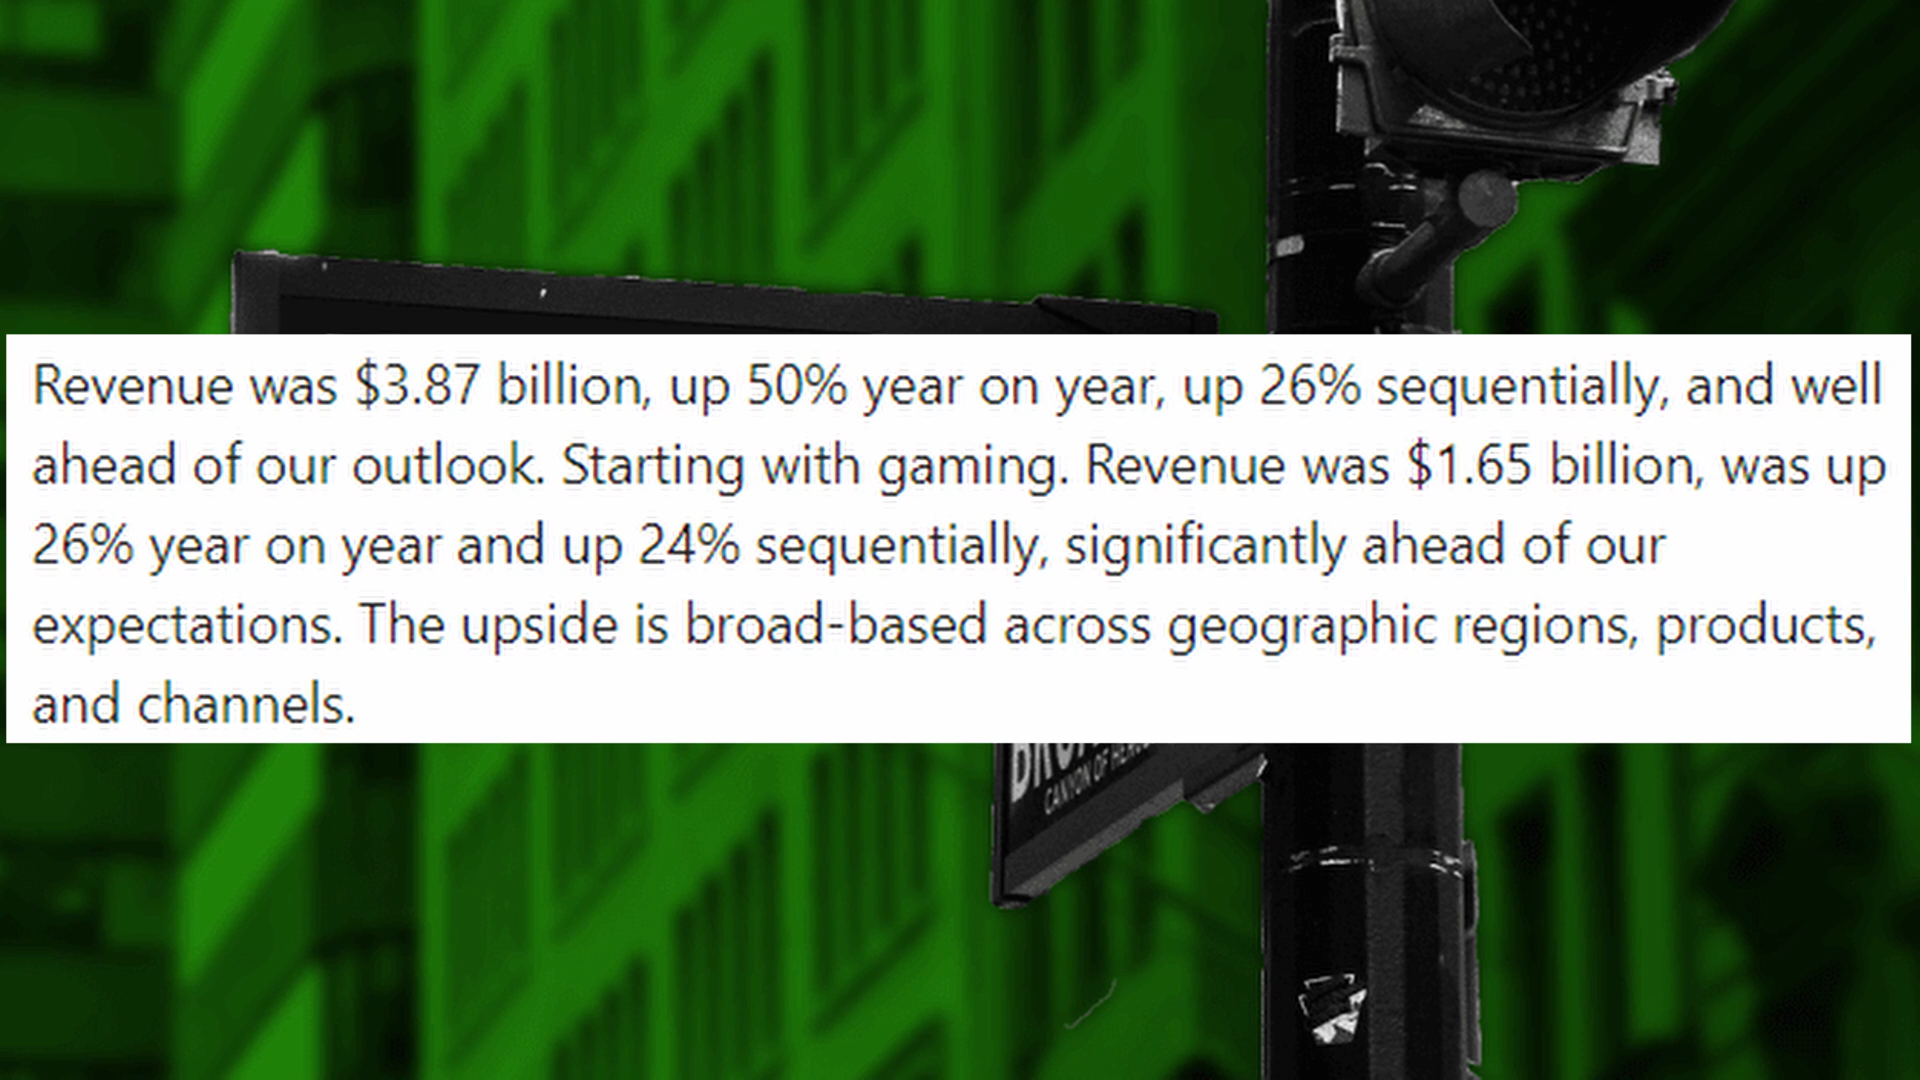 Revenue was $3.87 billion, up 50% year on year, up 26% sequentially, and well
ahead of our outlook. Starting with gaming. Revenue was $1.65 billion, was up
26% year on year and up 24% sequentially, significantly ahead of our
expectations. The upside is broad-based across geographic regions, products,
and channels.
CANYON OF